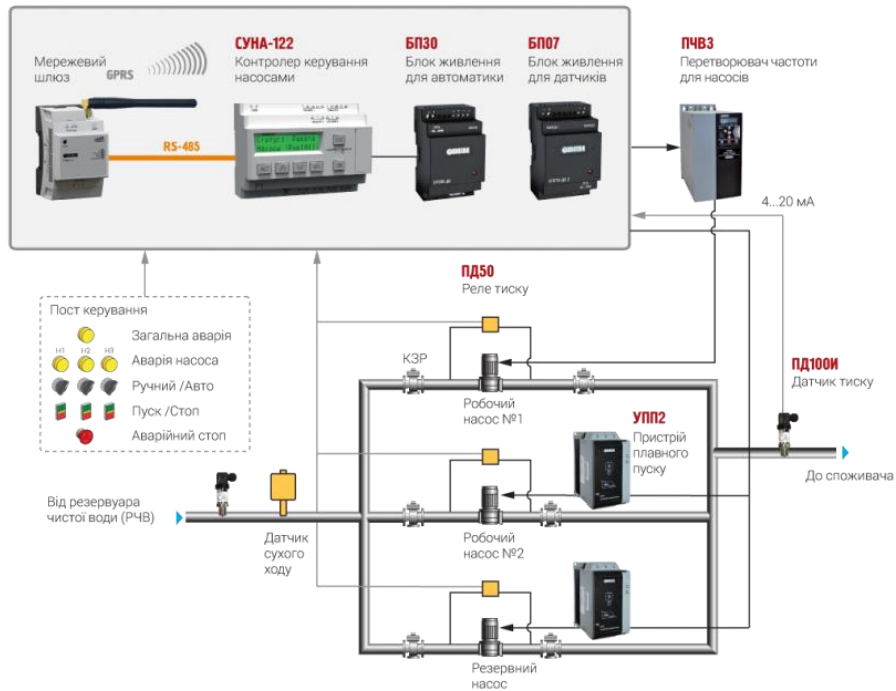 Мережевий
шлюз
GPRS
RS-485
СУНА-122
Контролер керування
насосами
БП30
Блок живлення
для автоматики
БП07
Блок живлення
для датчиків
ПЧВ3
Перетворювач частоти
для насосів
4...20 мА
ПД50
Реле тиску
Пост керування
Загальна аварія
Н1 Н2 Н3
Аварія насоса
Ручний /Авто
Пуск /Стоп
Аварійний стоп
КЗР
Робочий
насос №1
ПД100И
Датчик тиску
УПП2
Пристрій
плавного
пуску
До споживача
Від резервуара
чистої води (РЧВ)
Датчик
сухого
ходу
Робочий
насос №2
Резервний
насос